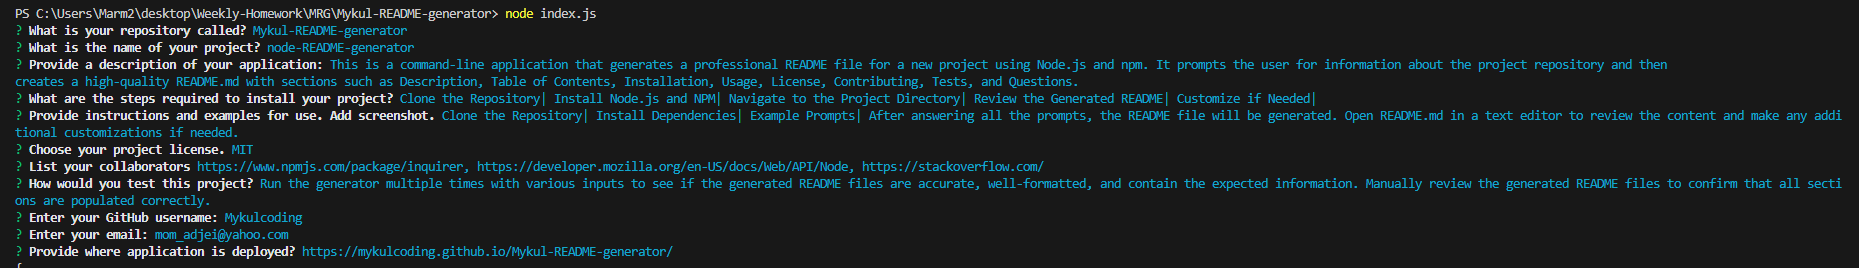 PS C:\Users\Marm2\desktop\Weekly-Homework\MRG\Mykul-README-generator> node index.js
? What is your repository called? Mykul-README-generator
? What is the name of your project? node-README-generator
? Provide a description of your application: This is a command-line application that generates a professional README file for a new project using Node.js and npm. It prompts the user for information about the project repository and then
creates a high-quality README.md with sections such as Description, Table of Contents, Installation, Usage, License, Contributing, Tests, and Questions.
? What are the steps required to install your project? Clone the Repository| Install Node.js and NPM| Navigate to the Project Directory| Review the Generated README| Customize if Needed|
? Provide instructions and examples for use. Add screenshot. Clone the Repository| Install Dependencies| Example Prompts| After answering all the prompts, the README file will be generated. Open README.md in a text editor to review the content and make any addi
tional customizations if needed.
? Choose your project license. MIT
? List your collaborators https://www.npmjs.com/package/inquirer, https://developer.mozilla.org/en-US/docs/Web/API/Node, https://stackoverflow.com/
? How would you test this project? Run the generator multiple times with various inputs to see if the generated README files are accurate, well-formatted, and contain the expected information. Manually review the generated README files to confirm that all secti
ons are populated correctly.
? Enter your GitHub username: Mykulcoding
? Enter your email: mom_adjei@yahoo.com
? Provide where application is deployed? https://mykulcoding.github.io/Mykul-README-generator/
{